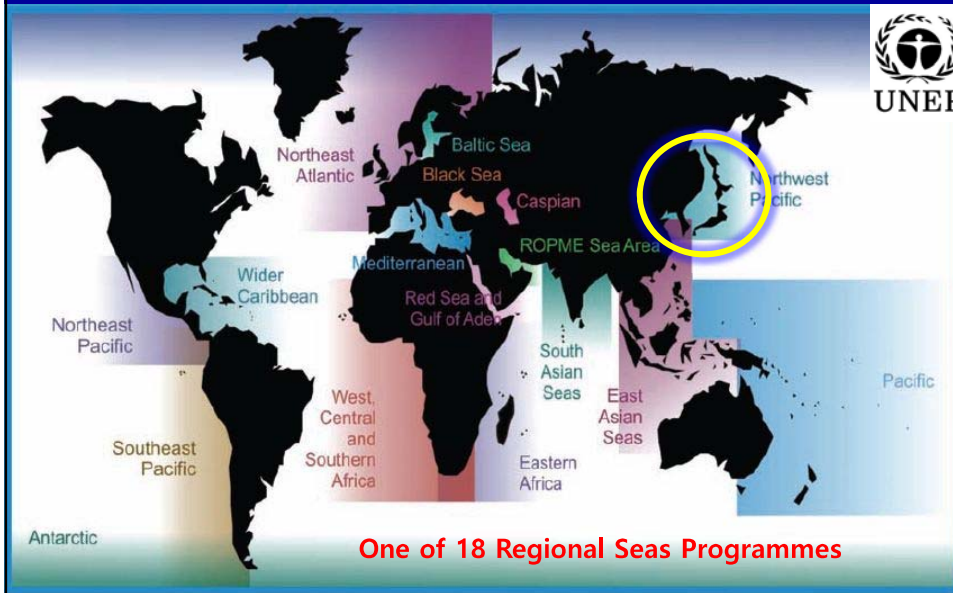 UNEP
Northeast
Atlantic
Baltic Sea
Black Sea
Caspian
Northwest
Pacific
ROPME Sea Area
Mediterranean
Wider
Caribbean
Red Sea and
Gulf of Aden
Northeast
Pacific
South
Asian
Seas
Pacific
West,
Central
and
Southern
Africa
East
Asian
Seas
Southeast
Pacific
Eastern
Africa
Antarctic
One of 18 Regional Seas Programmes